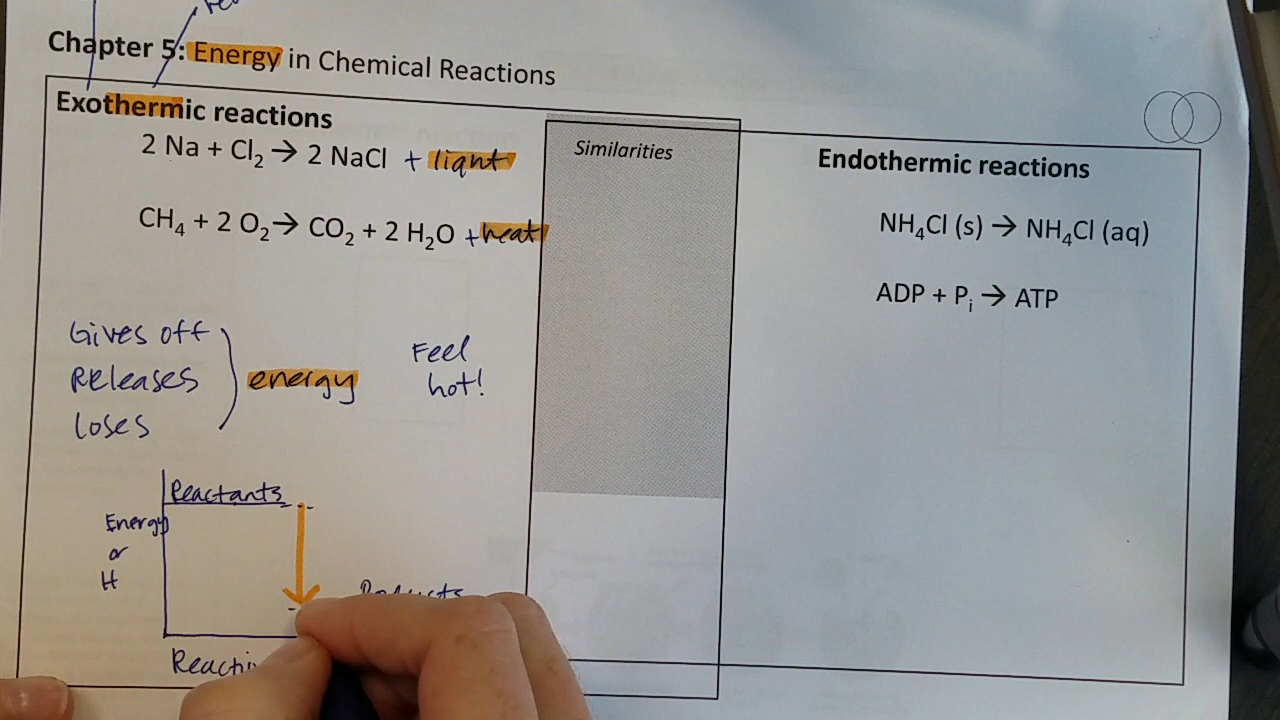 Chapter 5: Energy in Chemical Reactions
Exothermic reactions
2 Na + Cl₂ → 2 NaCl + light
CH₄ + 2 O₂ → CO₂ + 2 H₂O + heat
Gives off
Releases
loses
energy
Feel
hot!
Reactants
Energy
or
H
Products
Similarities
Endothermic reactions
NH₄Cl (s) → NH₄Cl (aq)
ADP + Pᵢ → ATP